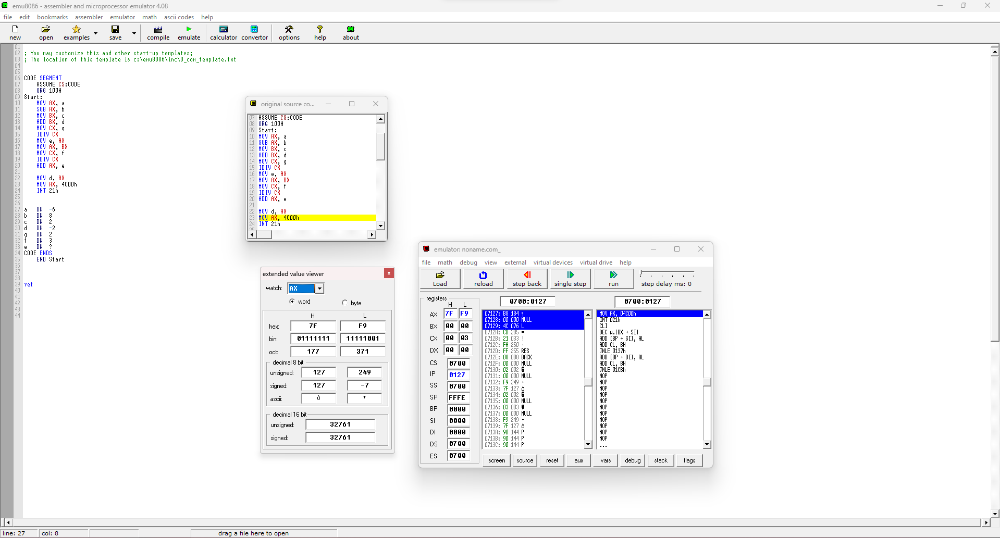 emu8086 - assembler and microprocessor emulator 4.08
file edit bookmarks assembler emulator math ascii codes help
new open examples save compile emulate calculator convertor options help about
01
02 ; You may customize this and other start-up templates;
03 ; The location of this template is c:\emu8086\inc\0_com_template.txt
04
05
06 CODE SEGMENT
07 ASSUME CS:CODE
08 ORG 100H
09 Start:
10 MOV AX, a
11 SUB AX, b
12 MOV BX, c
13 ADD BX, d
14 MOV CX, g
15 IDIV CX
16 MOV e, AX
17 MOV AX, BX
18 MOV CX, f
19 IDIV CX
20 ADD AX, e
21
22 MOV d, AX
23 MOV AX, 4C00h
24 INT 21h
25
26
27 a DW -6
28 b DW 8
29 c DW 2
30 d DW -2
31 g DW 2
32 f DW 3
33 e DW ?
34 CODE ENDS
35 END Start
36
37
38
39 ret
40
41
42
43
44
original source co...
07 ASSUME CS:CODE
08 ORG 100H
09 Start:
10 MOV AX, a
11 SUB AX, b
12 MOV BX, c
13 ADD BX, d
14 MOV CX, g
15 IDIV CX
16 MOV e, AX
17 MOV AX, BX
18 MOV CX, f
19 IDIV CX
20 ADD AX, e
21
22 MOV d, AX
23 MOV AX, 4C00h
24 INT 21h
25
extended value viewer
watch: AX
word byte
H L
hex: 7F F9
bin: 01111111 11111001
oct: 177 371
decimal 8 bit
unsigned: 127 249
signed: 127 -7
ascii:
decimal 16 bit
unsigned: 32761
signed: 32761
emulator: noname.com_
file math debug view external virtual devices virtual drive help
Load reload step back single step run step delay ms: 0
registers 0700:0127 0700:0127
H L
AX 7F F9
BX 00 00
CX 00 03
DX 00 00
CS 0700
IP 0127
SS 0700
SP FFFE
BP 0000
SI 0000
DI 0000
DS 0700
ES 0700
07127: B8 184 ╕
07128: 00 000 NULL
07129: 4C 076 L
0712A: CD 205 =
0712B: 21 033 !
0712C: FA 250 ·
0712D: FF 255 RES
0712E: 08 008 BACK
0712F: 00 000 NULL
07130: 02 002 ☻
07131: 00 000 NULL
07132: F9 249 ·
07133: 7F 127 ⌂
07134: 02 002 ☻
07135: 00 000 NULL
07136: 03 003 ♥
07137: 00 000 NULL
07138: F9 249 ·
07139: 7F 127 ⌂
0713A: 90 144 P
0713B: 90 144 P
0713C: 90 144 P
MOV AX, 04C00h
INT 021h
CLI
DEC w.[BX + SI]
ADD [BP + SI], AL
ADD CL, BH
JNLE 0137h
ADD [BP + DI], AL
ADD CL, BH
JNLE 01CBh
NOP
NOP
NOP
NOP
NOP
NOP
NOP
NOP
NOP
NOP
NOP
...
screen source reset aux vars debug stack flags
line: 27 col: 8 drag a file here to open